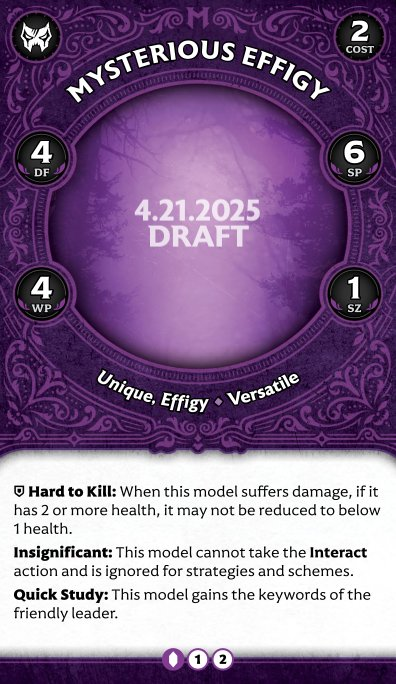 2
COST
MYSTERIOUS EFFIGY
4
DF
6
SP
4.21.2025
DRAFT
4
WP
1
SZ
Unique, Effigy ♦ Versatile
Hard to Kill: When this model suffers damage, if it
has 2 or more health, it may not be reduced to below
1 health.
Insignificant: This model cannot take the Interact
action and is ignored for strategies and schemes.
Quick Study: This model gains the keywords of the
friendly leader.
1 2